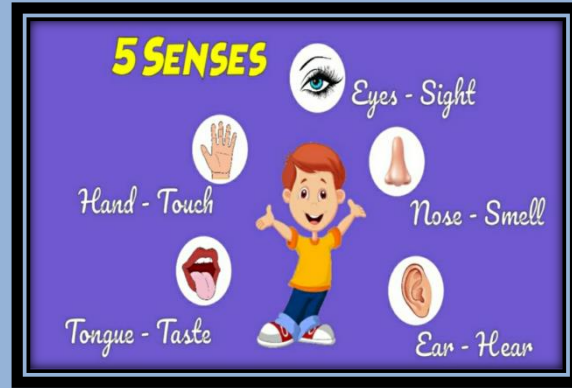 5 SENSES
Eyes - Sight
Hand - Touch
Nose - Smell
Tongue - Taste
Ear - Hear